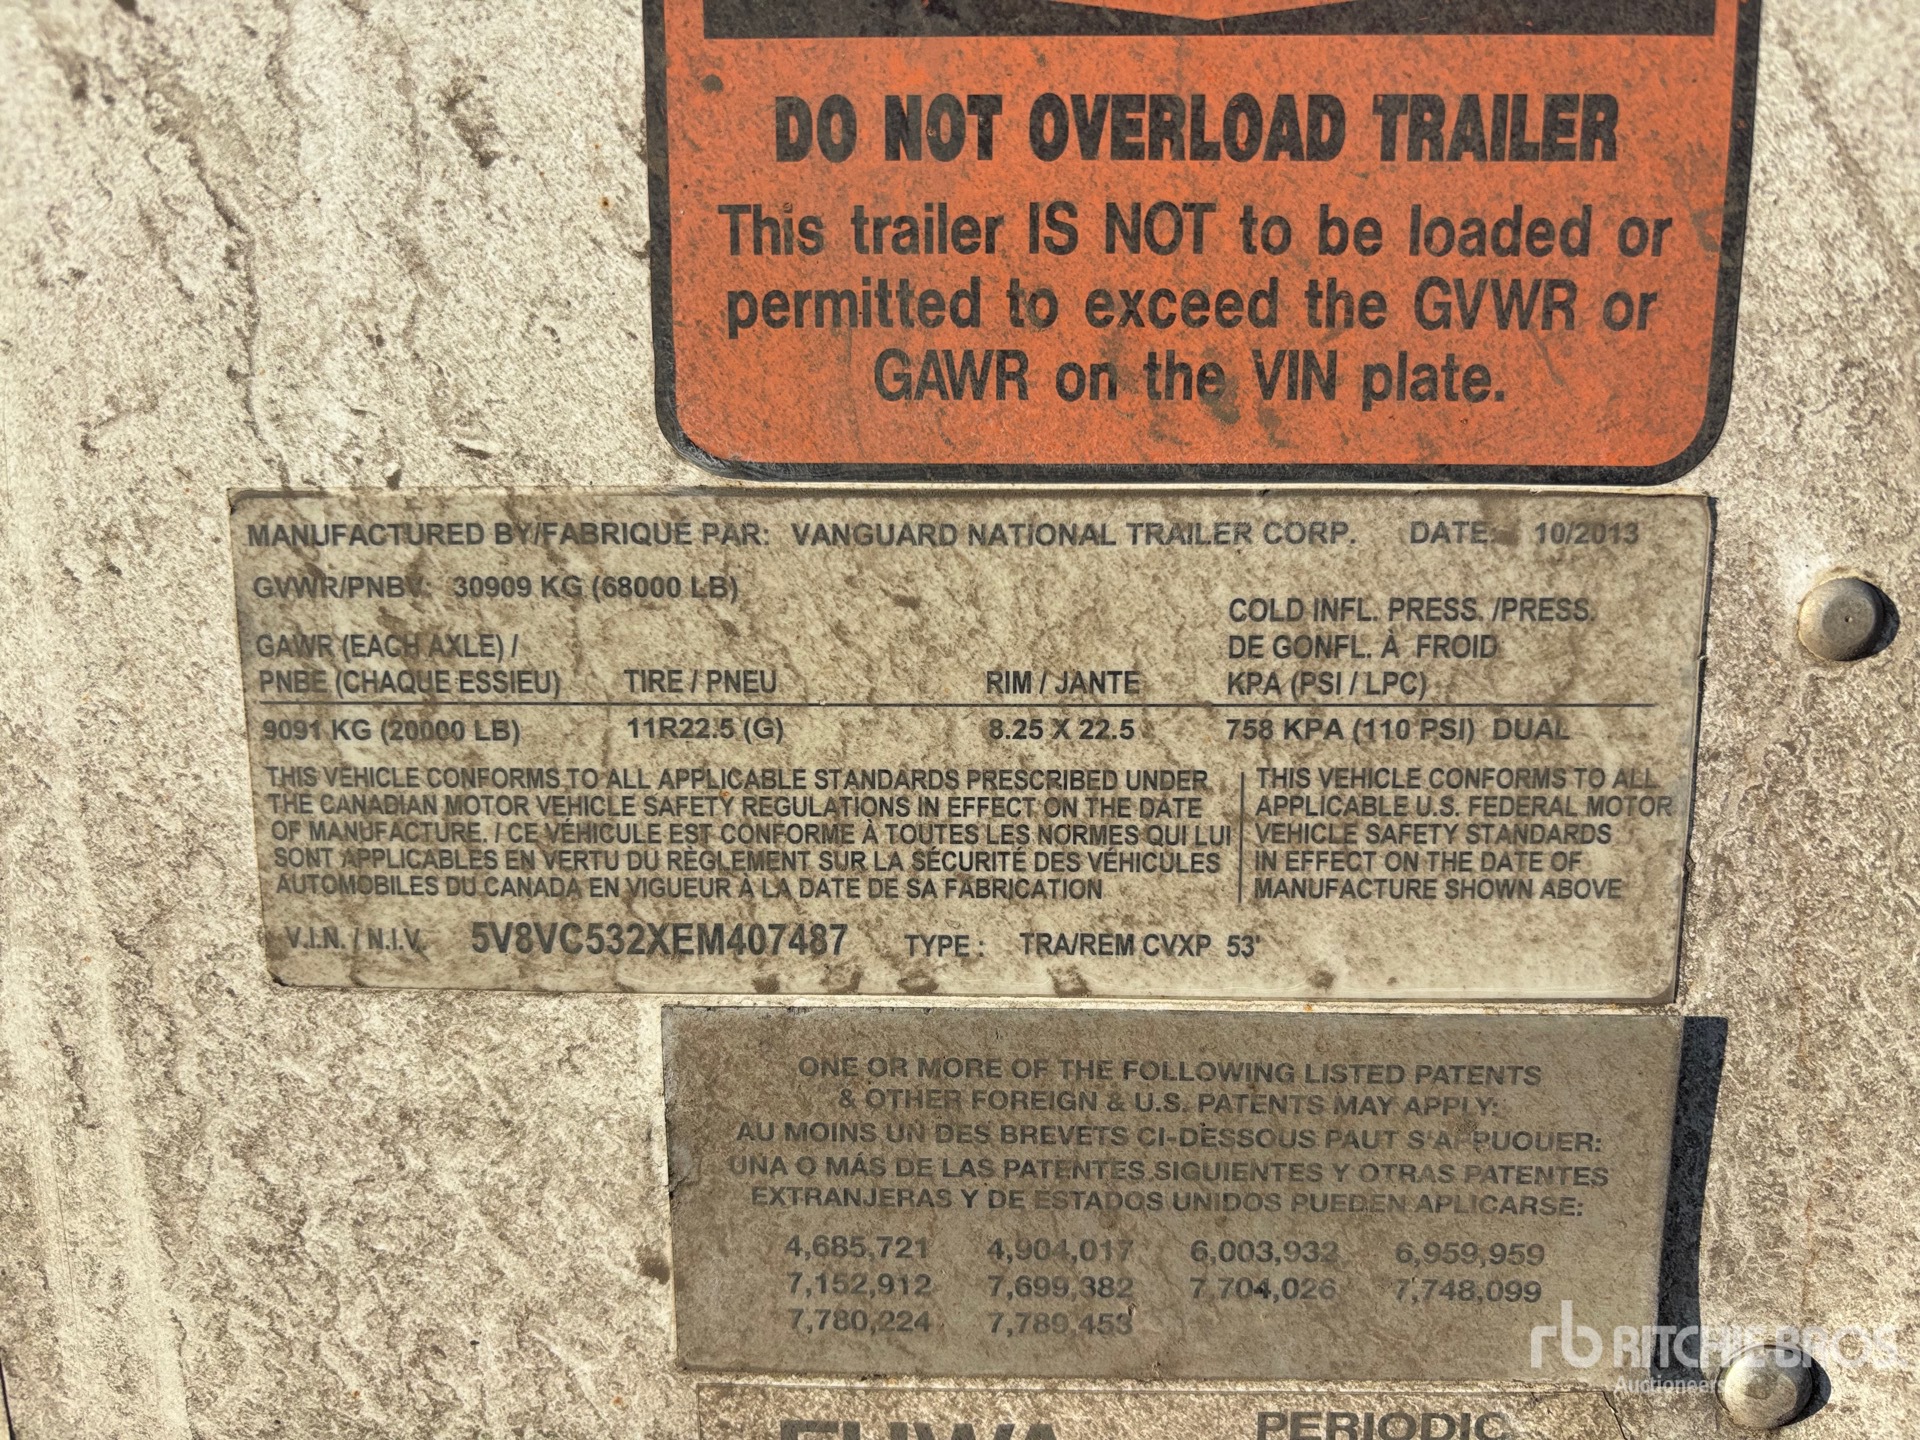 DO NOT OVERLOAD TRAILER
This trailer IS NOT to be loaded or
permitted to exceed the GVWR or
GAWR on the VIN plate.
MANUFACTURED BY/FABRIQUE PAR: VANGUARD NATIONAL TRAILER CORP. DATE: 10/2013
GVWR/PNBV: 30909 KG (68000 LB)
COLD INFL. PRESS. /PRESS.
GAWR (EACH AXLE) / DE GONFL. À FROID
PNBE (CHAQUE ESSIEU) TIRE / PNEU RIM / JANTE KPA (PSI / LPC)
9091 KG (20000 LB) 11R22.5 (G) 8.25 X 22.5 758 KPA (110 PSI) DUAL
THIS VEHICLE CONFORMS TO ALL APPLICABLE STANDARDS PRESCRIBED UNDER
THE CANADIAN MOTOR VEHICLE SAFETY REGULATIONS IN EFFECT ON THE DATE
OF MANUFACTURE. / CE VÉHICULE EST CONFORME À TOUTES LES NORMES QUI LUI
SONT APPLICABLES EN VERTU DU RÈGLEMENT SUR LA SÉCURITÉ DES VÉHICULES
AUTOMOBILES DU CANADA EN VIGUEUR À LA DATE DE SA FABRICATION
THIS VEHICLE CONFORMS TO ALL
APPLICABLE U.S. FEDERAL MOTOR
VEHICLE SAFETY STANDARDS
IN EFFECT ON THE DATE OF
MANUFACTURE SHOWN ABOVE
V.I.N. / N.I.V. 5V8VC532XEM407487 TYPE : TRA/REM CVXP 53'
ONE OR MORE OF THE FOLLOWING LISTED PATENTS
& OTHER FOREIGN & U.S. PATENTS MAY APPLY:
AU MOINS UN DES BREVETS CI-DESSOUS PAUT S'APPUOUER:
UNA O MÁS DE LAS PATENTES SIGUIENTES Y OTRAS PATENTES
EXTRANJERAS Y DE ESTADOS UNIDOS PUEDEN APLICARSE:
4,685,721 4,904,017 6,003,932 6,959,959
7,152,912 7,699,382 7,704,026 7,748,099
7,780,224 7,789,453
rb RITCHIE BROS.
Auctioneers
FHWA PERIODIC